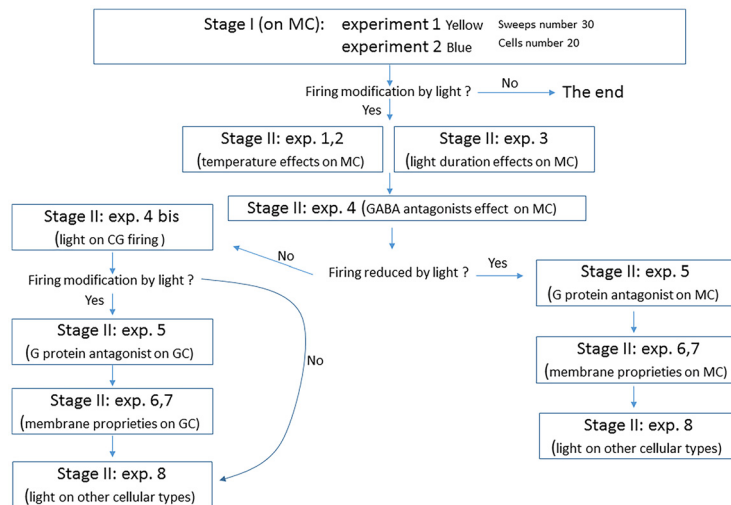 Stage I (on MC): experiment 1 Yellow Sweeps number 30
experiment 2 Blue Cells number 20
Firing modification by light ? No The end
Yes
Stage II: exp. 1,2
(temperature effects on MC)
Stage II: exp. 3
(light duration effects on MC)
Stage II: exp. 4 (GABA antagonists effect on MC)
Stage II: exp. 4 bis
(light on CG firing )
No
Firing reduced by light ? Yes
Firing modification by light ?
Yes
No
Stage II: exp. 5
(G protein antagonist on GC)
Stage II: exp. 6,7
(membrane proprieties on GC)
Stage II: exp. 8
(light on other cellular types)
Stage II: exp. 5
(G protein antagonist on MC)
Stage II: exp. 6,7
(membrane proprieties on MC)
Stage II: exp. 8
(light on other cellular types)